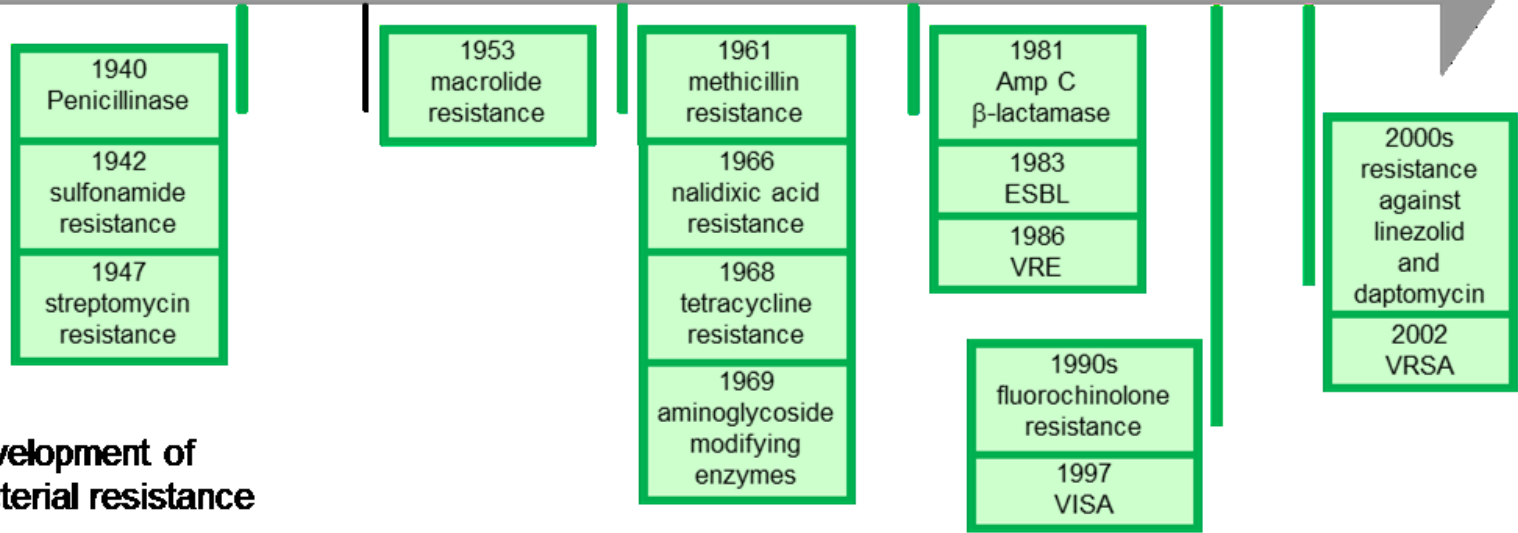 1940
Penicillinase
1942
sulfonamide
resistance
1947
streptomycin
resistance
1953
macrolide
resistance
1961
methicillin
resistance
1966
nalidixic acid
resistance
1968
tetracycline
resistance
1969
aminoglycoside
modifying
enzymes
1981
Amp C
β-lactamase
1983
ESBL
1986
VRE
1990s
fluorochinolone
resistance
1997
VISA
2000s
resistance
against
linezolid
and
daptomycin
2002
VRSA
velopment of
terial resistance